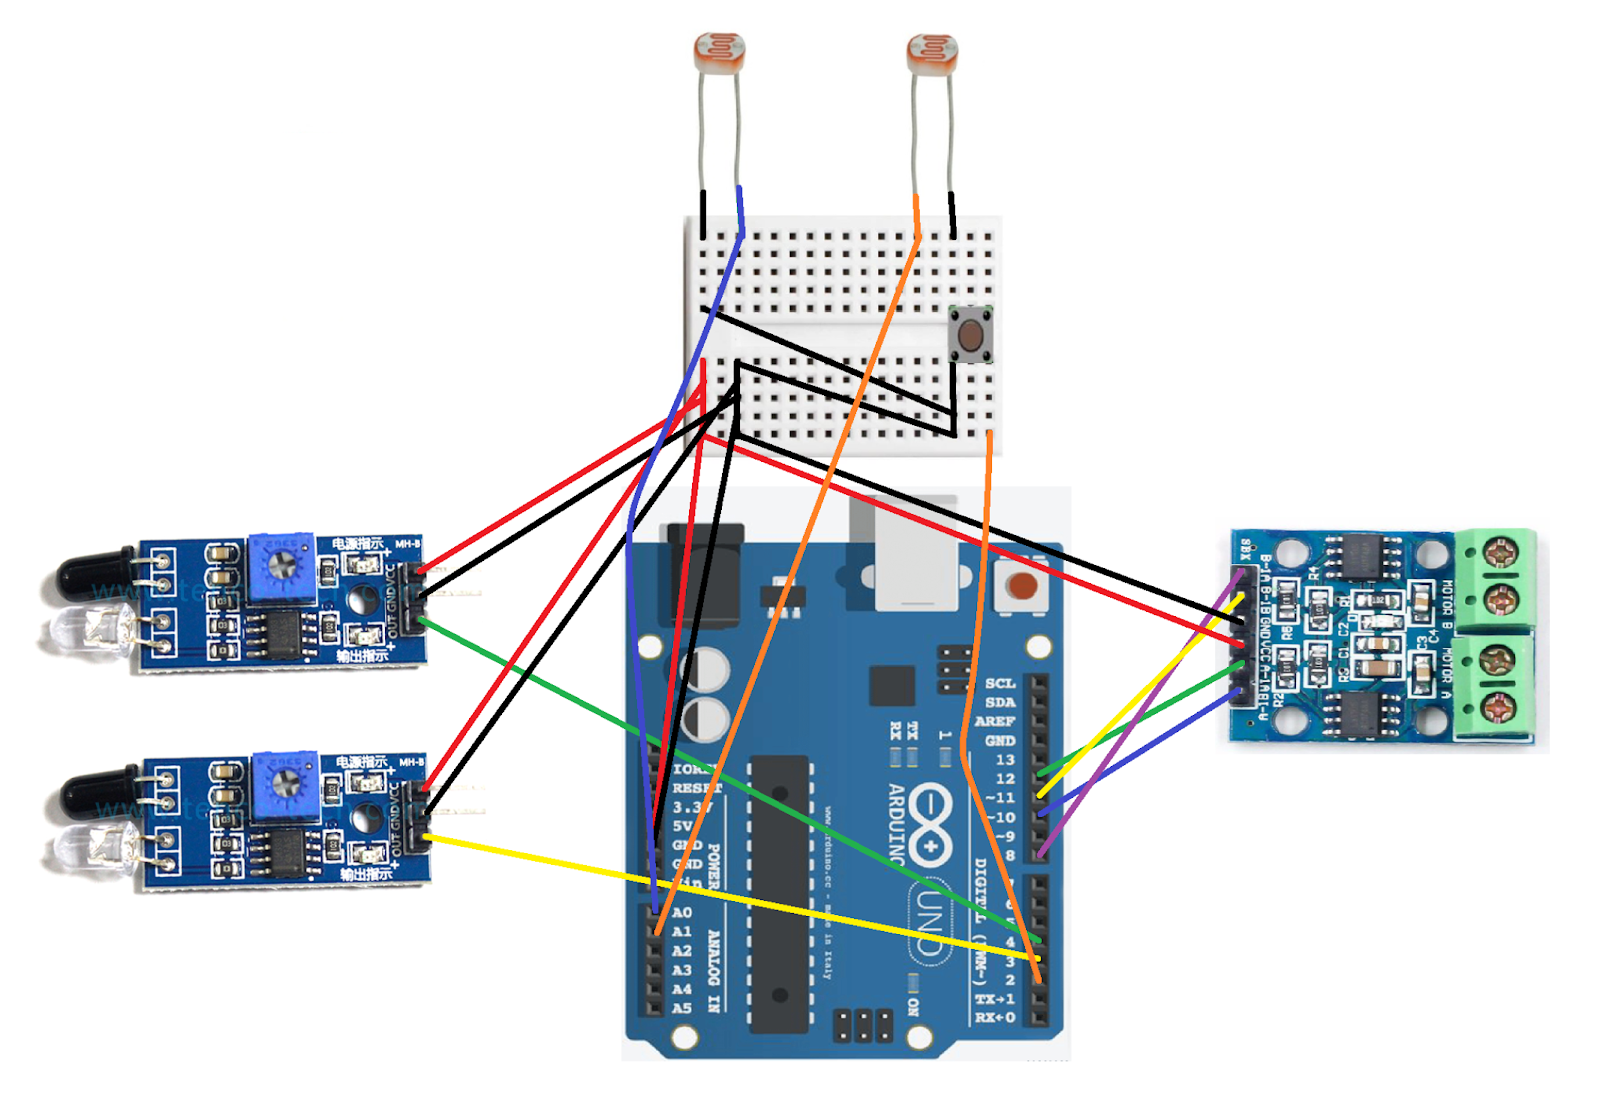 电源指示
MH-B
VCC
GND
OUT
输出指示
电源指示
MH-B
VCC
GND
OUT
输出指示
IOREF
RESET
3.3V
5V
GND
GND
Vin
POWER
A0
A1
A2
A3
A4
A5
ANALOG IN
www.arduino.cc - made in Italy
RX
TX
1
ARDUINO
UNO
ON
SCL
SDA
AREF
GND
13
12
~11
~10
~9
8
4
3
2
TX→1
RX←0
DIGITAL (PWM~)
B-1A
B-1B
GND
VCC
A-1A
A-1B
R4
R5
R2
C2
C1
C4
C3
102
MOTOR B
MOTOR A